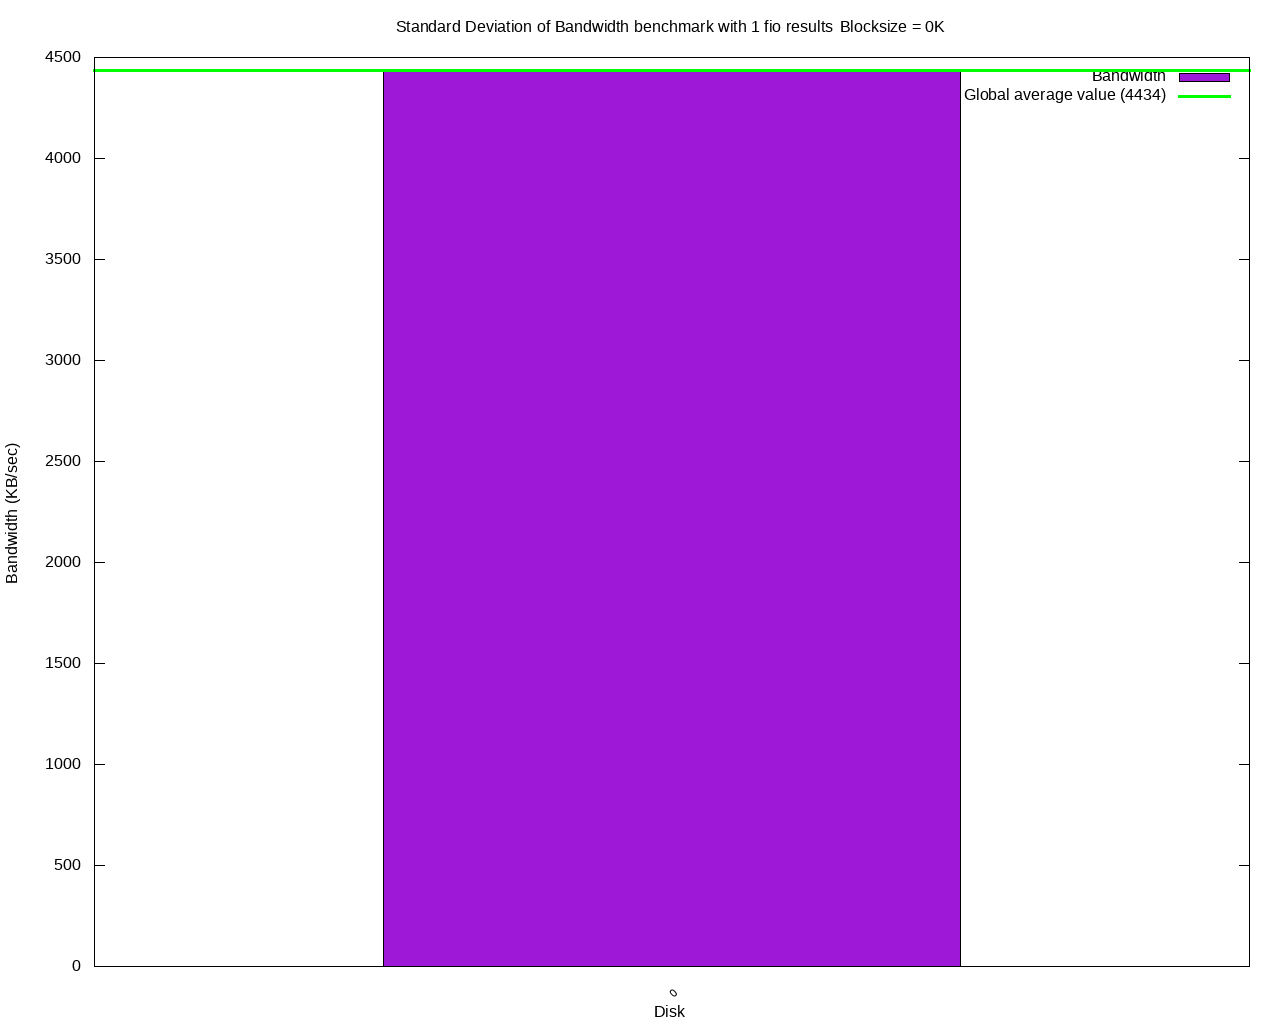 Standard Deviation of Bandwidth benchmark with 1 fio results Blocksize = 0K
4500
Bandwidth
Global average value (4434)
4000
3500
3000
2500
2000
1500
1000
500
0
Bandwidth (KB/sec)
0
Disk